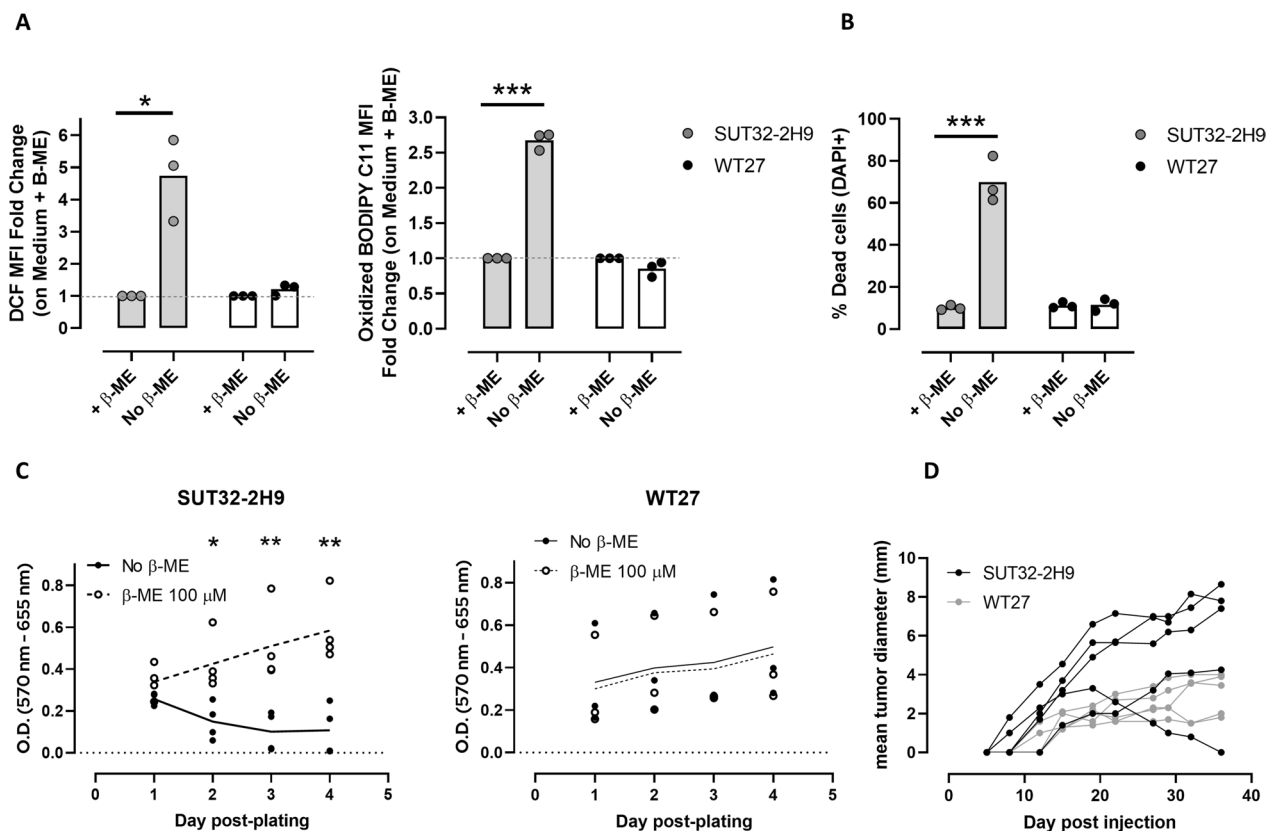 A
B
DCF MFI Fold Change
(on Medium + B-ME)
6
5
4
3
2
1
0
*
+ β-ME
No β-ME
+ β-ME
No β-ME
Oxidized BODIPY C11 MFI
Fold Change (on Medium + B-ME)
3.0
2.5
2.0
1.5
1.0
0.5
0.0
***
+ β-ME
No β-ME
+ β-ME
No β-ME
SUT32-2H9
WT27
% Dead cells (DAPI+)
100
80
60
40
20
0
***
+ β-ME
No β-ME
+ β-ME
No β-ME
SUT32-2H9
WT27
C
D
SUT32-2H9
* ** **
No β-ME
β-ME 100 μM
O.D. (570 nm – 655 nm)
0.8
0.6
0.4
0.2
0.0
0 1 2 3 4 5
Day post-plating
WT27
No β-ME
β-ME 100 μM
O.D. (570 nm – 655 nm)
0.8
0.6
0.4
0.2
0.0
0 1 2 3 4 5
Day post-plating
mean tumor diameter (mm)
10
8
6
4
2
0
SUT32-2H9
WT27
0 10 20 30 40
Day post injection